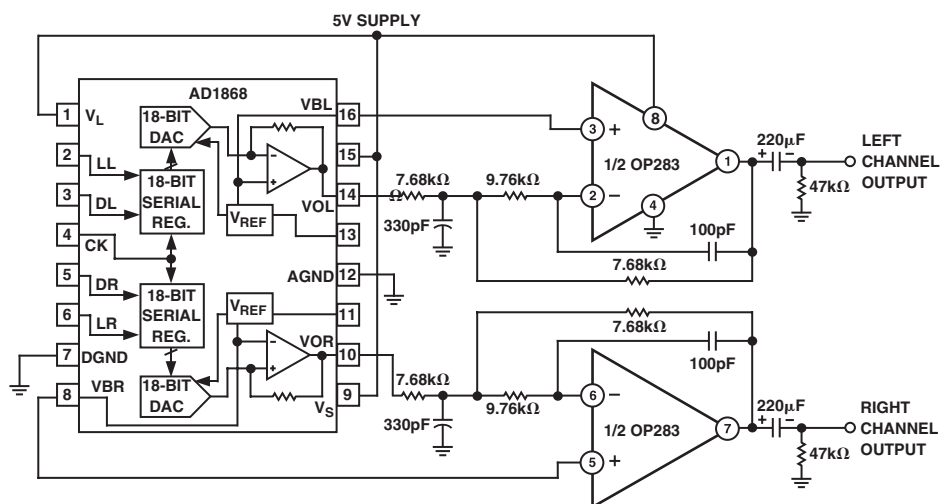 5V SUPPLY
AD1868
1
V_L
18-BIT
DAC
VBL
16
2
LL
15
3
DL
18-BIT
SERIAL
REG.
VOL
14
7.68kΩ
Ω
V_REF
13
4
CK
AGND
12
330pF
9.76kΩ
3
+
8
1/2 OP283
1
2
−
4
100pF
7.68kΩ
220μF
+
−
47kΩ
LEFT
CHANNEL
OUTPUT
5
DR
18-BIT
SERIAL
REG.
V_REF
11
6
LR
VOR
10
7
DGND
8
VBR
18-BIT
DAC
V_S
9
−
+
−
+
7.68kΩ
330pF
9.76kΩ
7.68kΩ
100pF
6
−
1/2 OP283
7
5
+
220μF
+
−
47kΩ
RIGHT
CHANNEL
OUTPUT